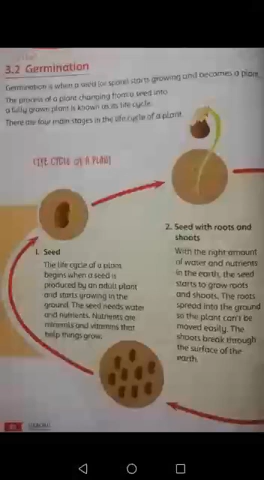 3.2 Germination
Germination is when a seed (or spore) starts growing and becomes a plant.
The process of a plant changing from a seed into
a fully grown plant is known as its life cycle.
There are four main stages in the life cycle of a plant.
LIFE CYCLE OF A PLANT
1. Seed
The life cycle of a plant
begins when a seed is
produced by an adult plant
and starts growing in the
ground. The seed needs water
and nutrients. Nutrients are
minerals and vitamins that
help things grow.
2. Seed with roots and
shoots
With the right amount
of water and nutrients
in the earth, the seed
starts to grow roots
and shoots. The roots
spread into the ground
so the plant can't be
moved easily. The
shoots break through
the surface of the
earth.